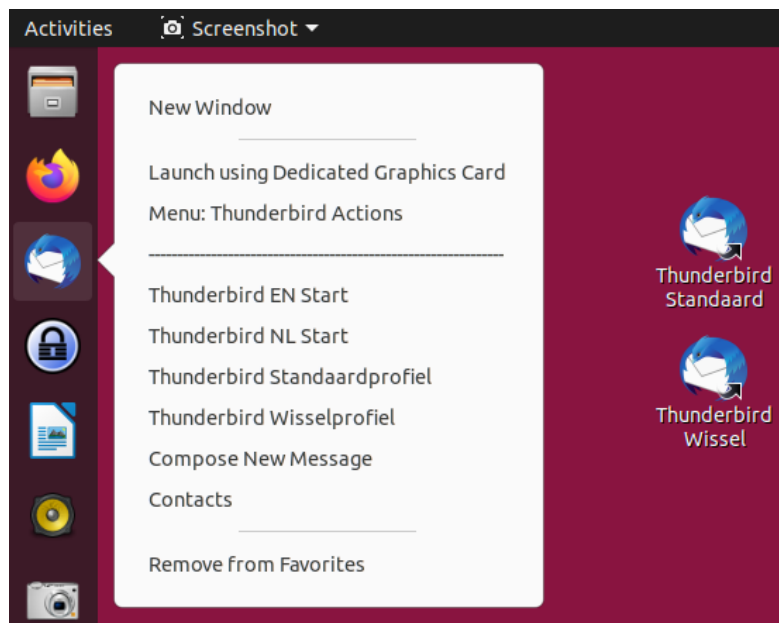 Activities
Screenshot
New Window
Launch using Dedicated Graphics Card
Menu: Thunderbird Actions
------------------------------------------------------------
Thunderbird EN Start
Thunderbird NL Start
Thunderbird Standaardprofiel
Thunderbird Wisselprofiel
Compose New Message
Contacts
Remove from Favorites
Thunderbird
Standaard
Thunderbird
Wissel